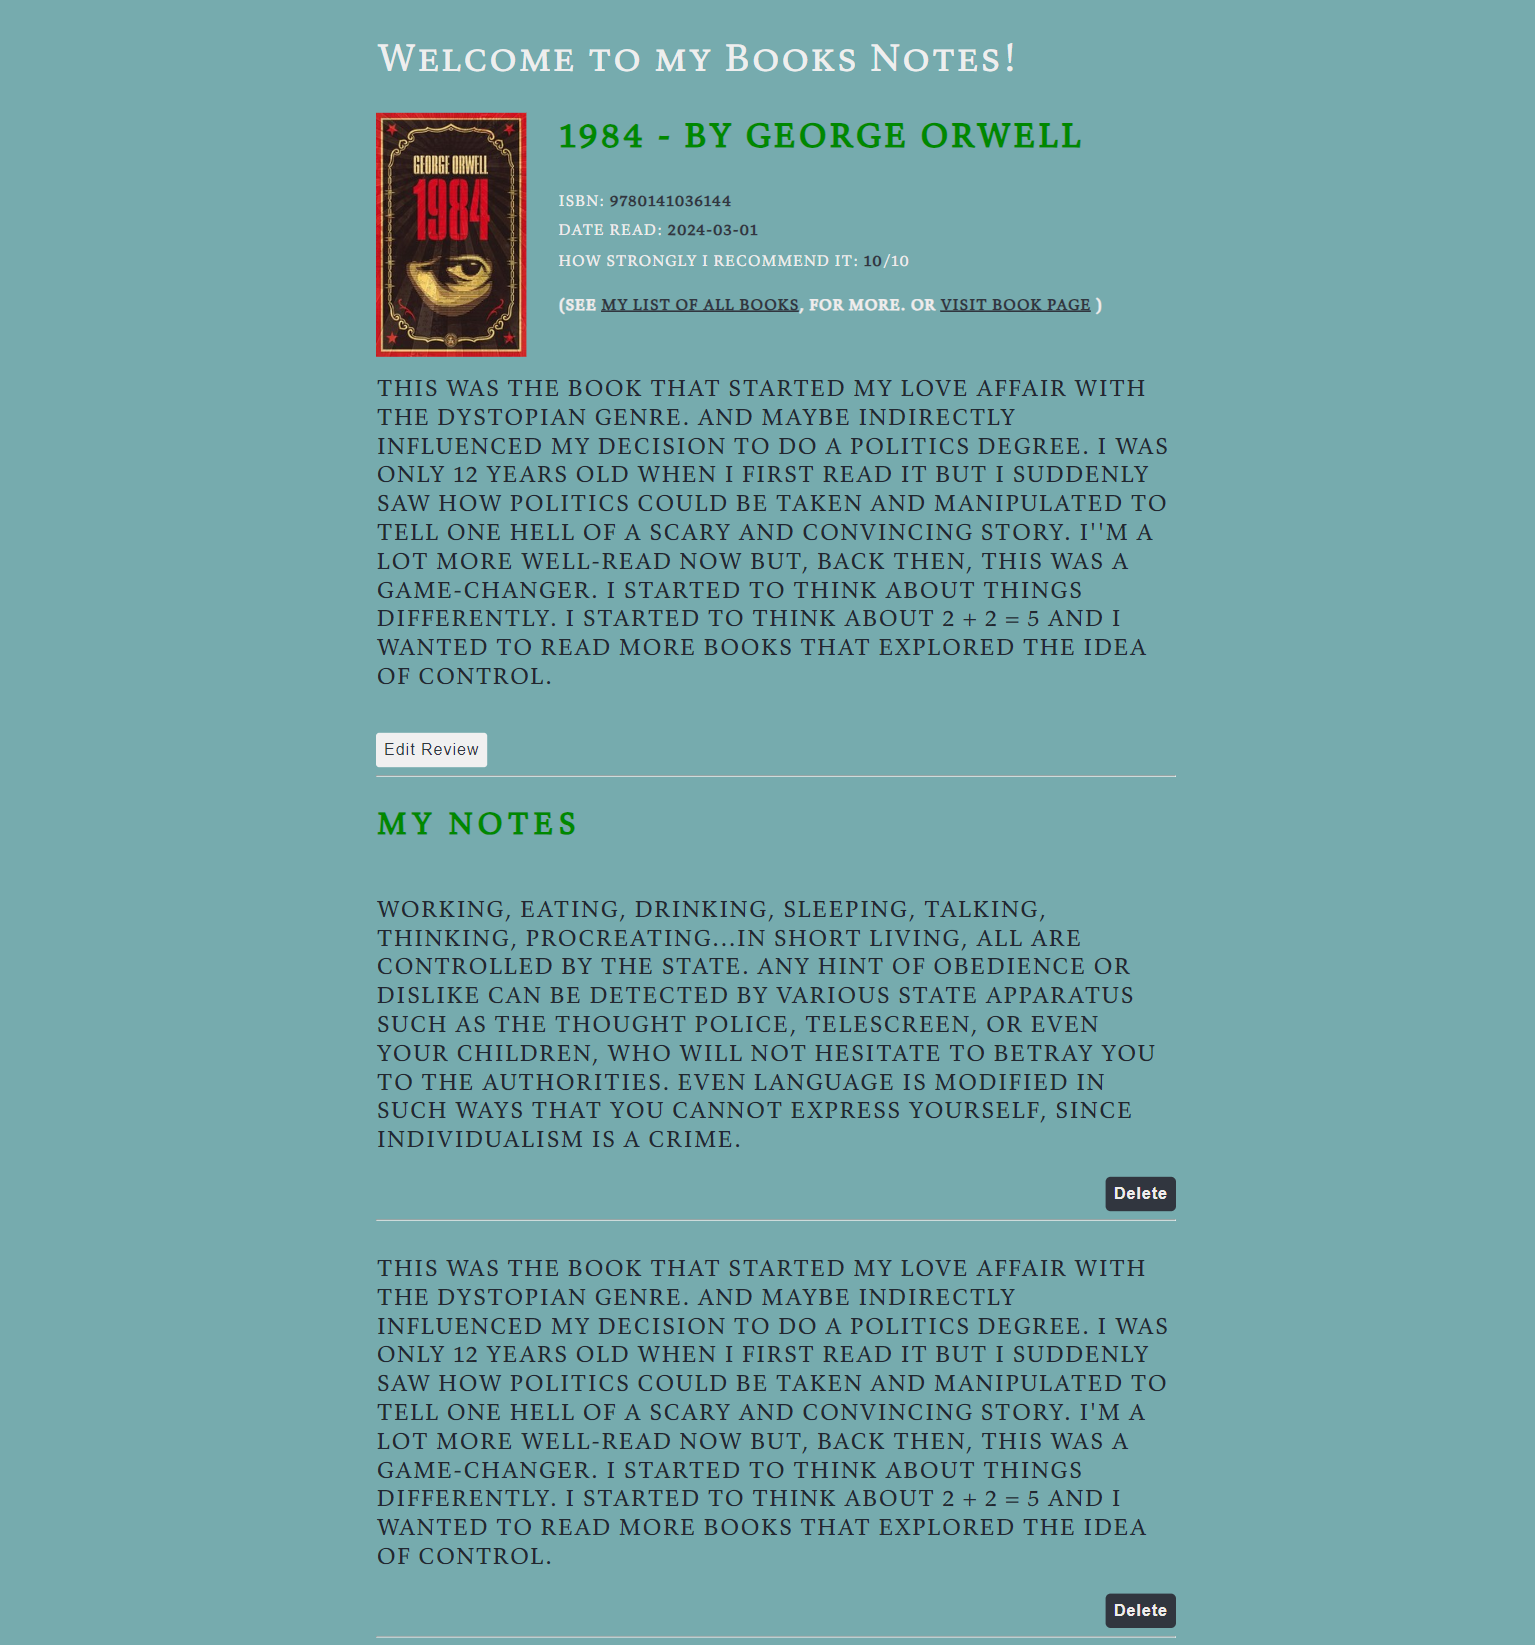 Welcome to my Books Notes!
GEORGE ORWELL
1984
1984 - BY GEORGE ORWELL
ISBN: 9780141036144
DATE READ: 2024-03-01
HOW STRONGLY I RECOMMEND IT: 10/10
(SEE MY LIST OF ALL BOOKS, FOR MORE. OR VISIT BOOK PAGE )
THIS WAS THE BOOK THAT STARTED MY LOVE AFFAIR WITH
THE DYSTOPIAN GENRE. AND MAYBE INDIRECTLY
INFLUENCED MY DECISION TO DO A POLITICS DEGREE. I WAS
ONLY 12 YEARS OLD WHEN I FIRST READ IT BUT I SUDDENLY
SAW HOW POLITICS COULD BE TAKEN AND MANIPULATED TO
TELL ONE HELL OF A SCARY AND CONVINCING STORY. I''M A
LOT MORE WELL-READ NOW BUT, BACK THEN, THIS WAS A
GAME-CHANGER. I STARTED TO THINK ABOUT THINGS
DIFFERENTLY. I STARTED TO THINK ABOUT 2 + 2 = 5 AND I
WANTED TO READ MORE BOOKS THAT EXPLORED THE IDEA
OF CONTROL.
Edit Review
MY NOTES
WORKING, EATING, DRINKING, SLEEPING, TALKING,
THINKING, PROCREATING...IN SHORT LIVING, ALL ARE
CONTROLLED BY THE STATE. ANY HINT OF OBEDIENCE OR
DISLIKE CAN BE DETECTED BY VARIOUS STATE APPARATUS
SUCH AS THE THOUGHT POLICE, TELESCREEN, OR EVEN
YOUR CHILDREN, WHO WILL NOT HESITATE TO BETRAY YOU
TO THE AUTHORITIES. EVEN LANGUAGE IS MODIFIED IN
SUCH WAYS THAT YOU CANNOT EXPRESS YOURSELF, SINCE
INDIVIDUALISM IS A CRIME.
Delete
THIS WAS THE BOOK THAT STARTED MY LOVE AFFAIR WITH
THE DYSTOPIAN GENRE. AND MAYBE INDIRECTLY
INFLUENCED MY DECISION TO DO A POLITICS DEGREE. I WAS
ONLY 12 YEARS OLD WHEN I FIRST READ IT BUT I SUDDENLY
SAW HOW POLITICS COULD BE TAKEN AND MANIPULATED TO
TELL ONE HELL OF A SCARY AND CONVINCING STORY. I'M A
LOT MORE WELL-READ NOW BUT, BACK THEN, THIS WAS A
GAME-CHANGER. I STARTED TO THINK ABOUT THINGS
DIFFERENTLY. I STARTED TO THINK ABOUT 2 + 2 = 5 AND I
WANTED TO READ MORE BOOKS THAT EXPLORED THE IDEA
OF CONTROL.
Delete